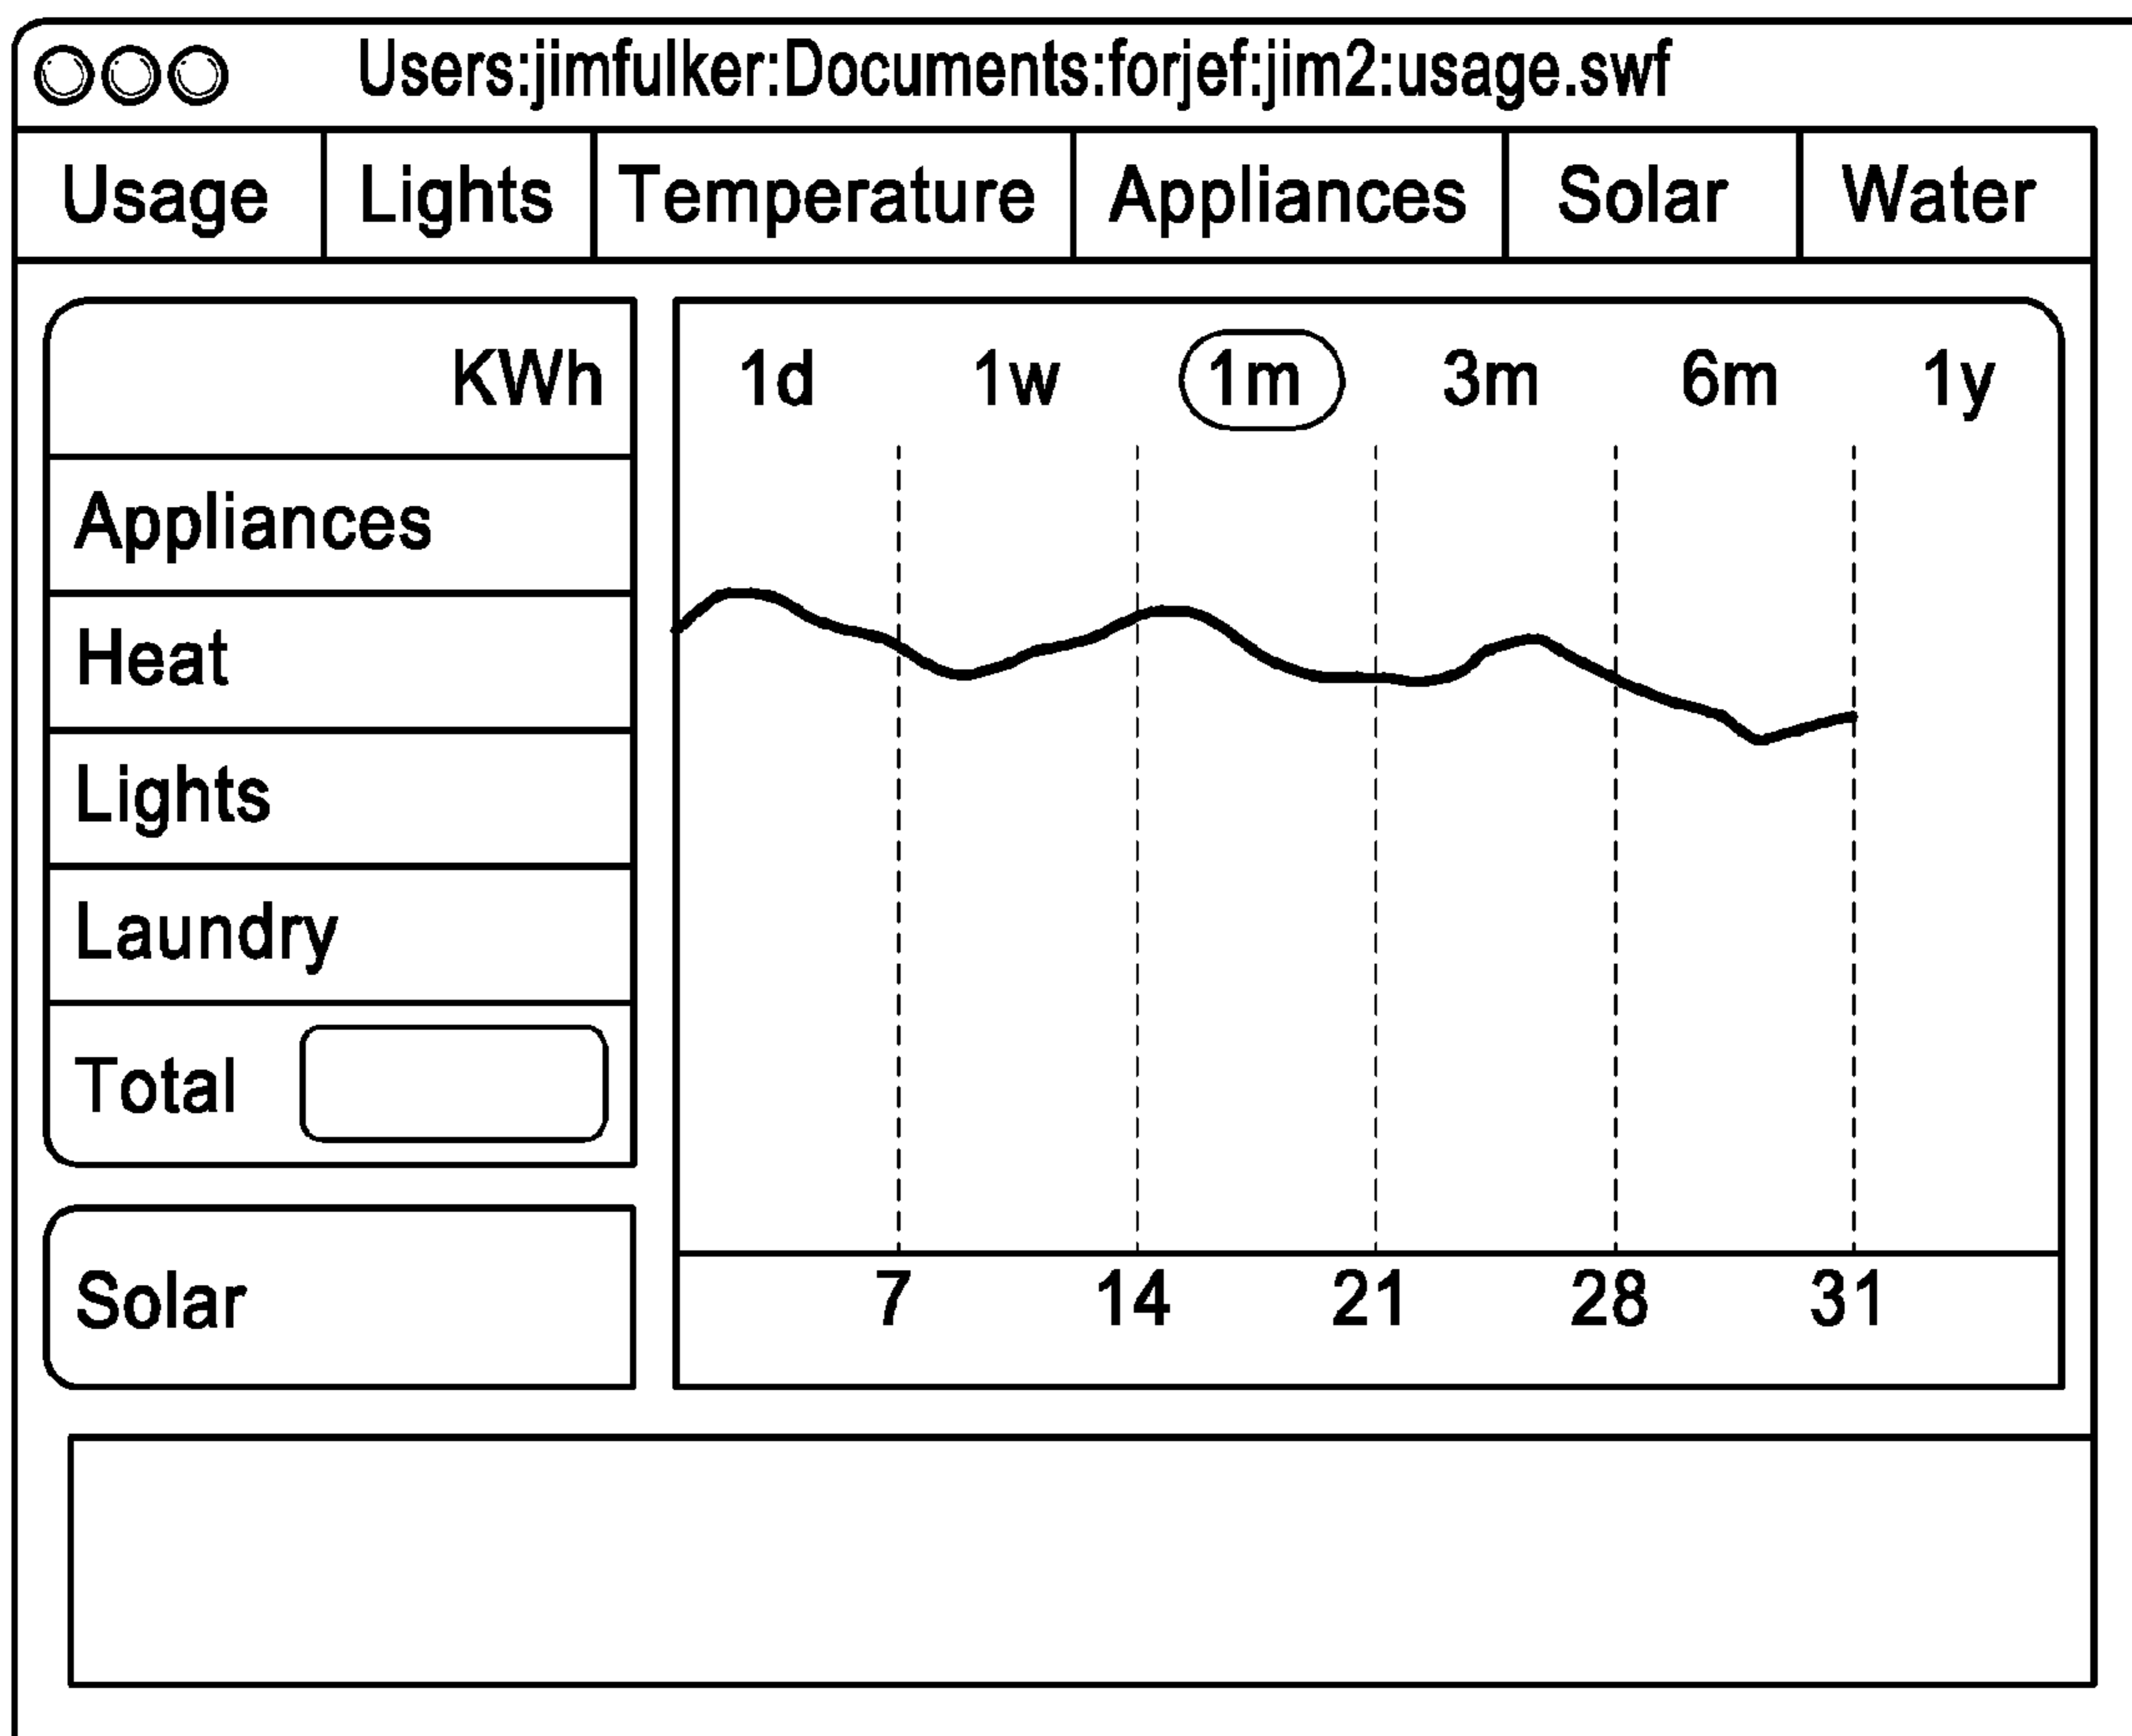 Users:jimfulker:Documents:forjef:jim2:usage.swf
Usage Lights Temperature Appliances Solar Water
KWh
Appliances
Heat
Lights
Laundry
Total
Solar
1d 1w 1m 3m 6m 1y
7 14 21 28 31